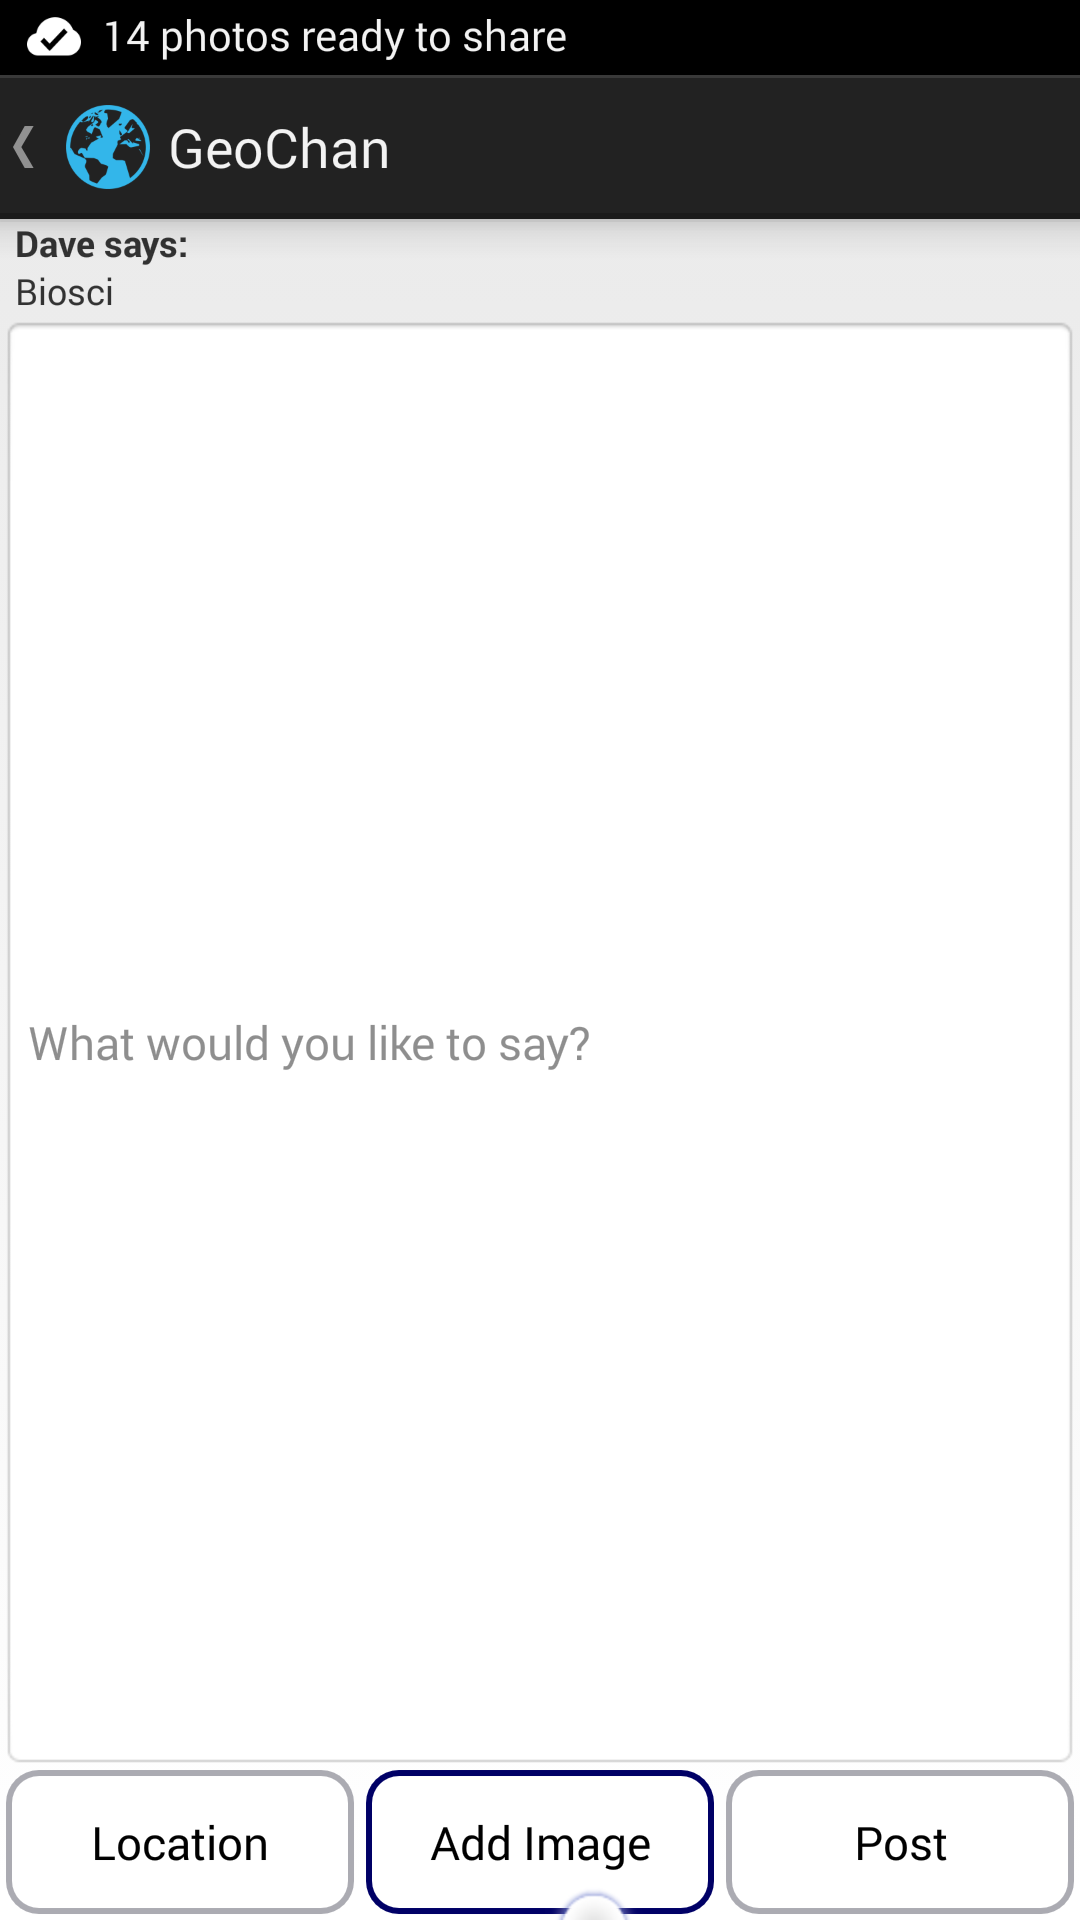 14 photos ready to share
GeoChan
Dave says:
Biosci
What would you like to say?
Location
Add Image
Post